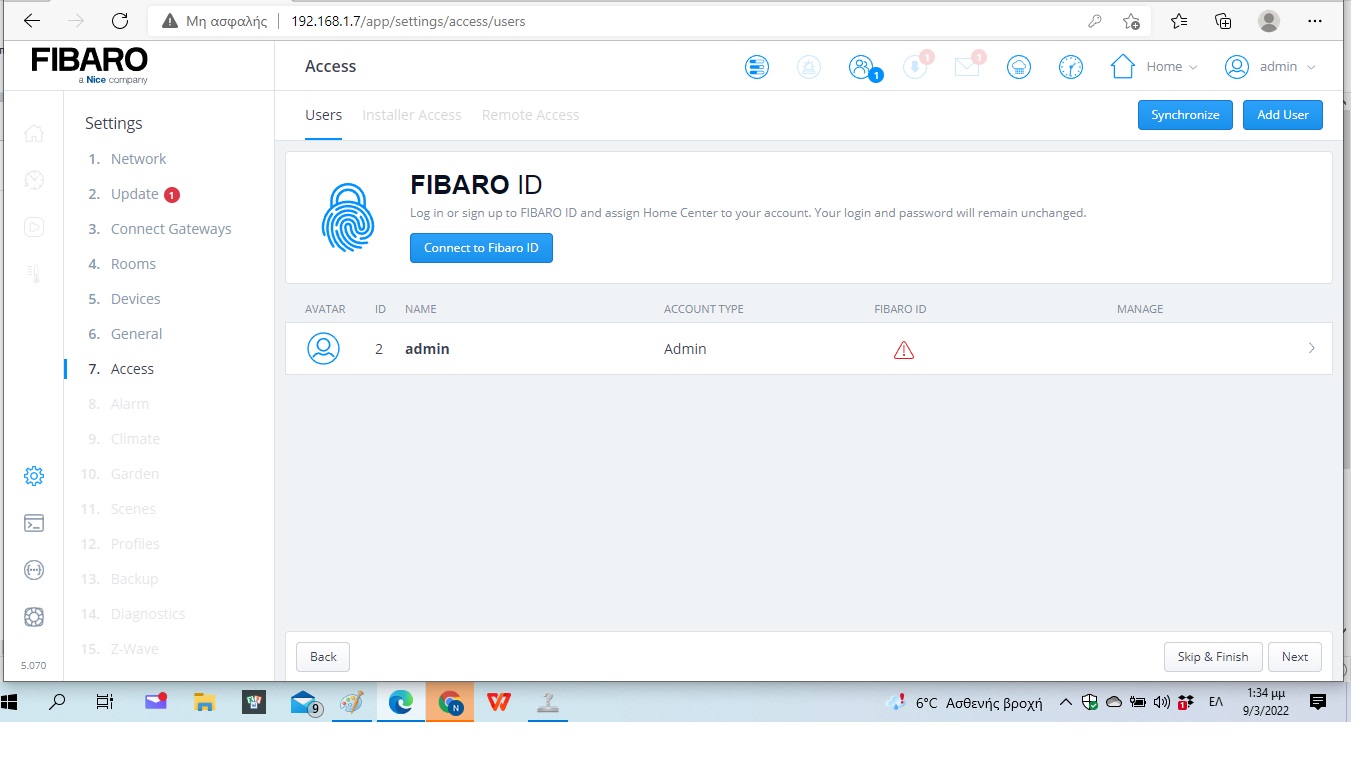 Μη ασφαλής 192.168.1.7/app/settings/access/users
FIBARO
a Nice company
Access
1
1
1
Home
admin
Settings
1. Network
2. Update 1
3. Connect Gateways
4. Rooms
5. Devices
6. General
7. Access
8. Alarm
9. Climate
10. Garden
11. Scenes
12. Profiles
13. Backup
14. Diagnostics
15. Z-Wave
5.070
Users Installer Access Remote Access
Synchronize Add User
FIBARO ID
Log in or sign up to FIBARO ID and assign Home Center to your account. Your login and password will remain unchanged.
Connect to Fibaro ID
AVATAR ID NAME ACCOUNT TYPE FIBARO ID MANAGE
2 admin Admin
Back Skip & Finish Next
9 N W 6°C Ασθενής βροχή 1 ΕΛ 1:34 μμ
9/3/2022